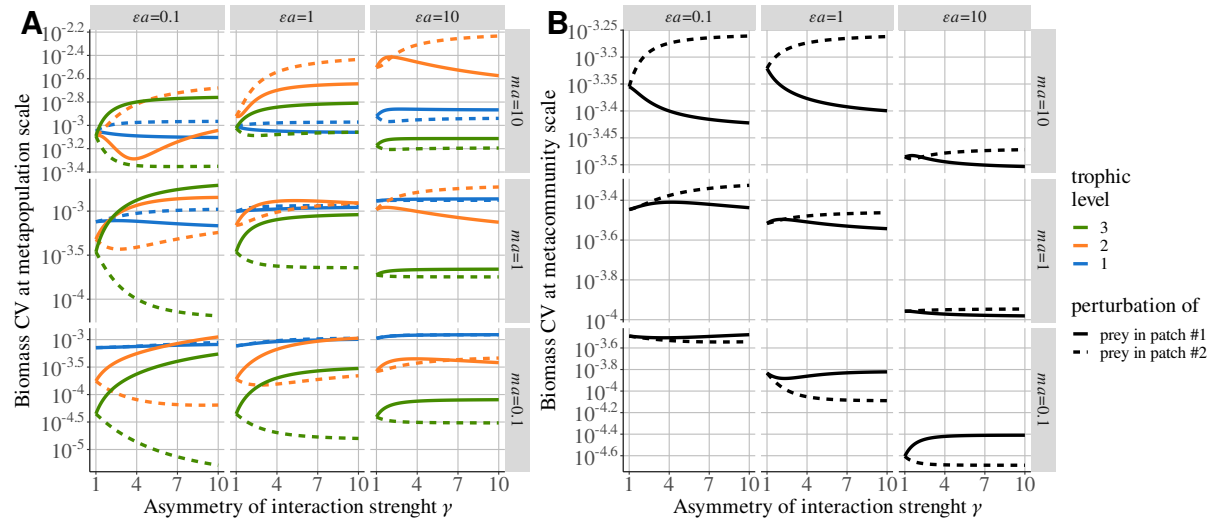 A
εa=0.1
εa=1
εa=10
B
εa=0.1
εa=1
εa=10
Biomass CV at metapopulation scale
10^-2.2
10^-2.6
10^-2.8
10^-3
10^-3.4
10^-3
10^-3.5
10^-4
10^-3
10^-3.5
10^-4
10^-4.5
10^-5
ma=10
ma=1
ma=0.1
1 4 7 10 1 4 7 10 1 4 7 10
Asymmetry of interaction strenght γ
Biomass CV at metacommunity scale
10^-3.25
10^-3.3
10^-3.35
10^-3.4
10^-3.45
10^-3.5
10^-3.4
10^-3.6
10^-3.8
10^-4
10^-3.6
10^-3.8
10^-4
10^-4.2
10^-4.4
10^-4.6
ma=10
ma=1
ma=0.1
1 4 7 10 1 4 7 10 1 4 7 10
Asymmetry of interaction strenght γ
trophic
level
3
2
1
perturbation of
prey in patch #1
prey in patch #2